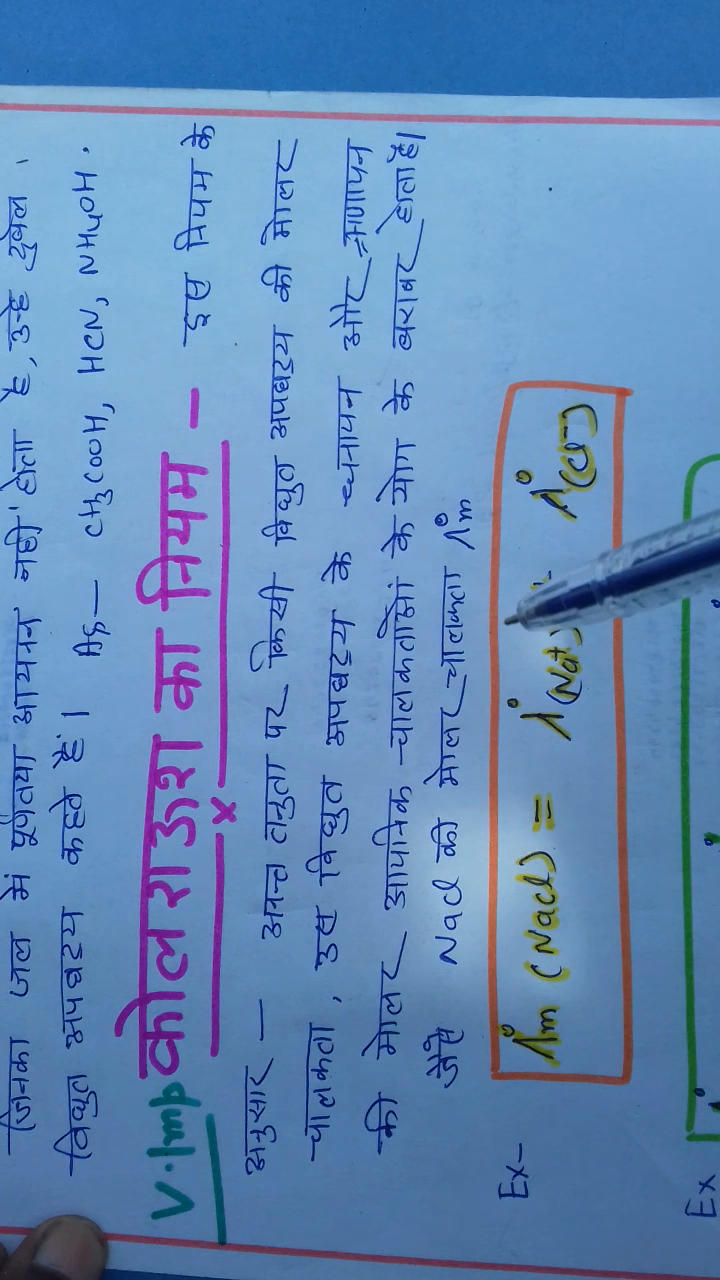 जिनका जल में पूर्णतया आयनन नहीं होता है, उन्हे दुर्बल
विद्युत अपघट्य कहते हैं। Ag— CH3COOH, HCN, NH4OH.
V.Imp कोलराऊश का नियम — इस नियम के
अनुसार — अनन्त तनुता पर किसी विद्युत अपघट्य की मोलर
चालकता, उस विद्युत अपघट्य के धनायन और ऋणायन
की मोलर आयनिक चालकताओं के योग के बराबर होता है।
जैसे NaCl की मोलर चालकता λ°m
Ex- λ°m (NaCl) = λ°(Na+) λ°(Cl-)
Ex